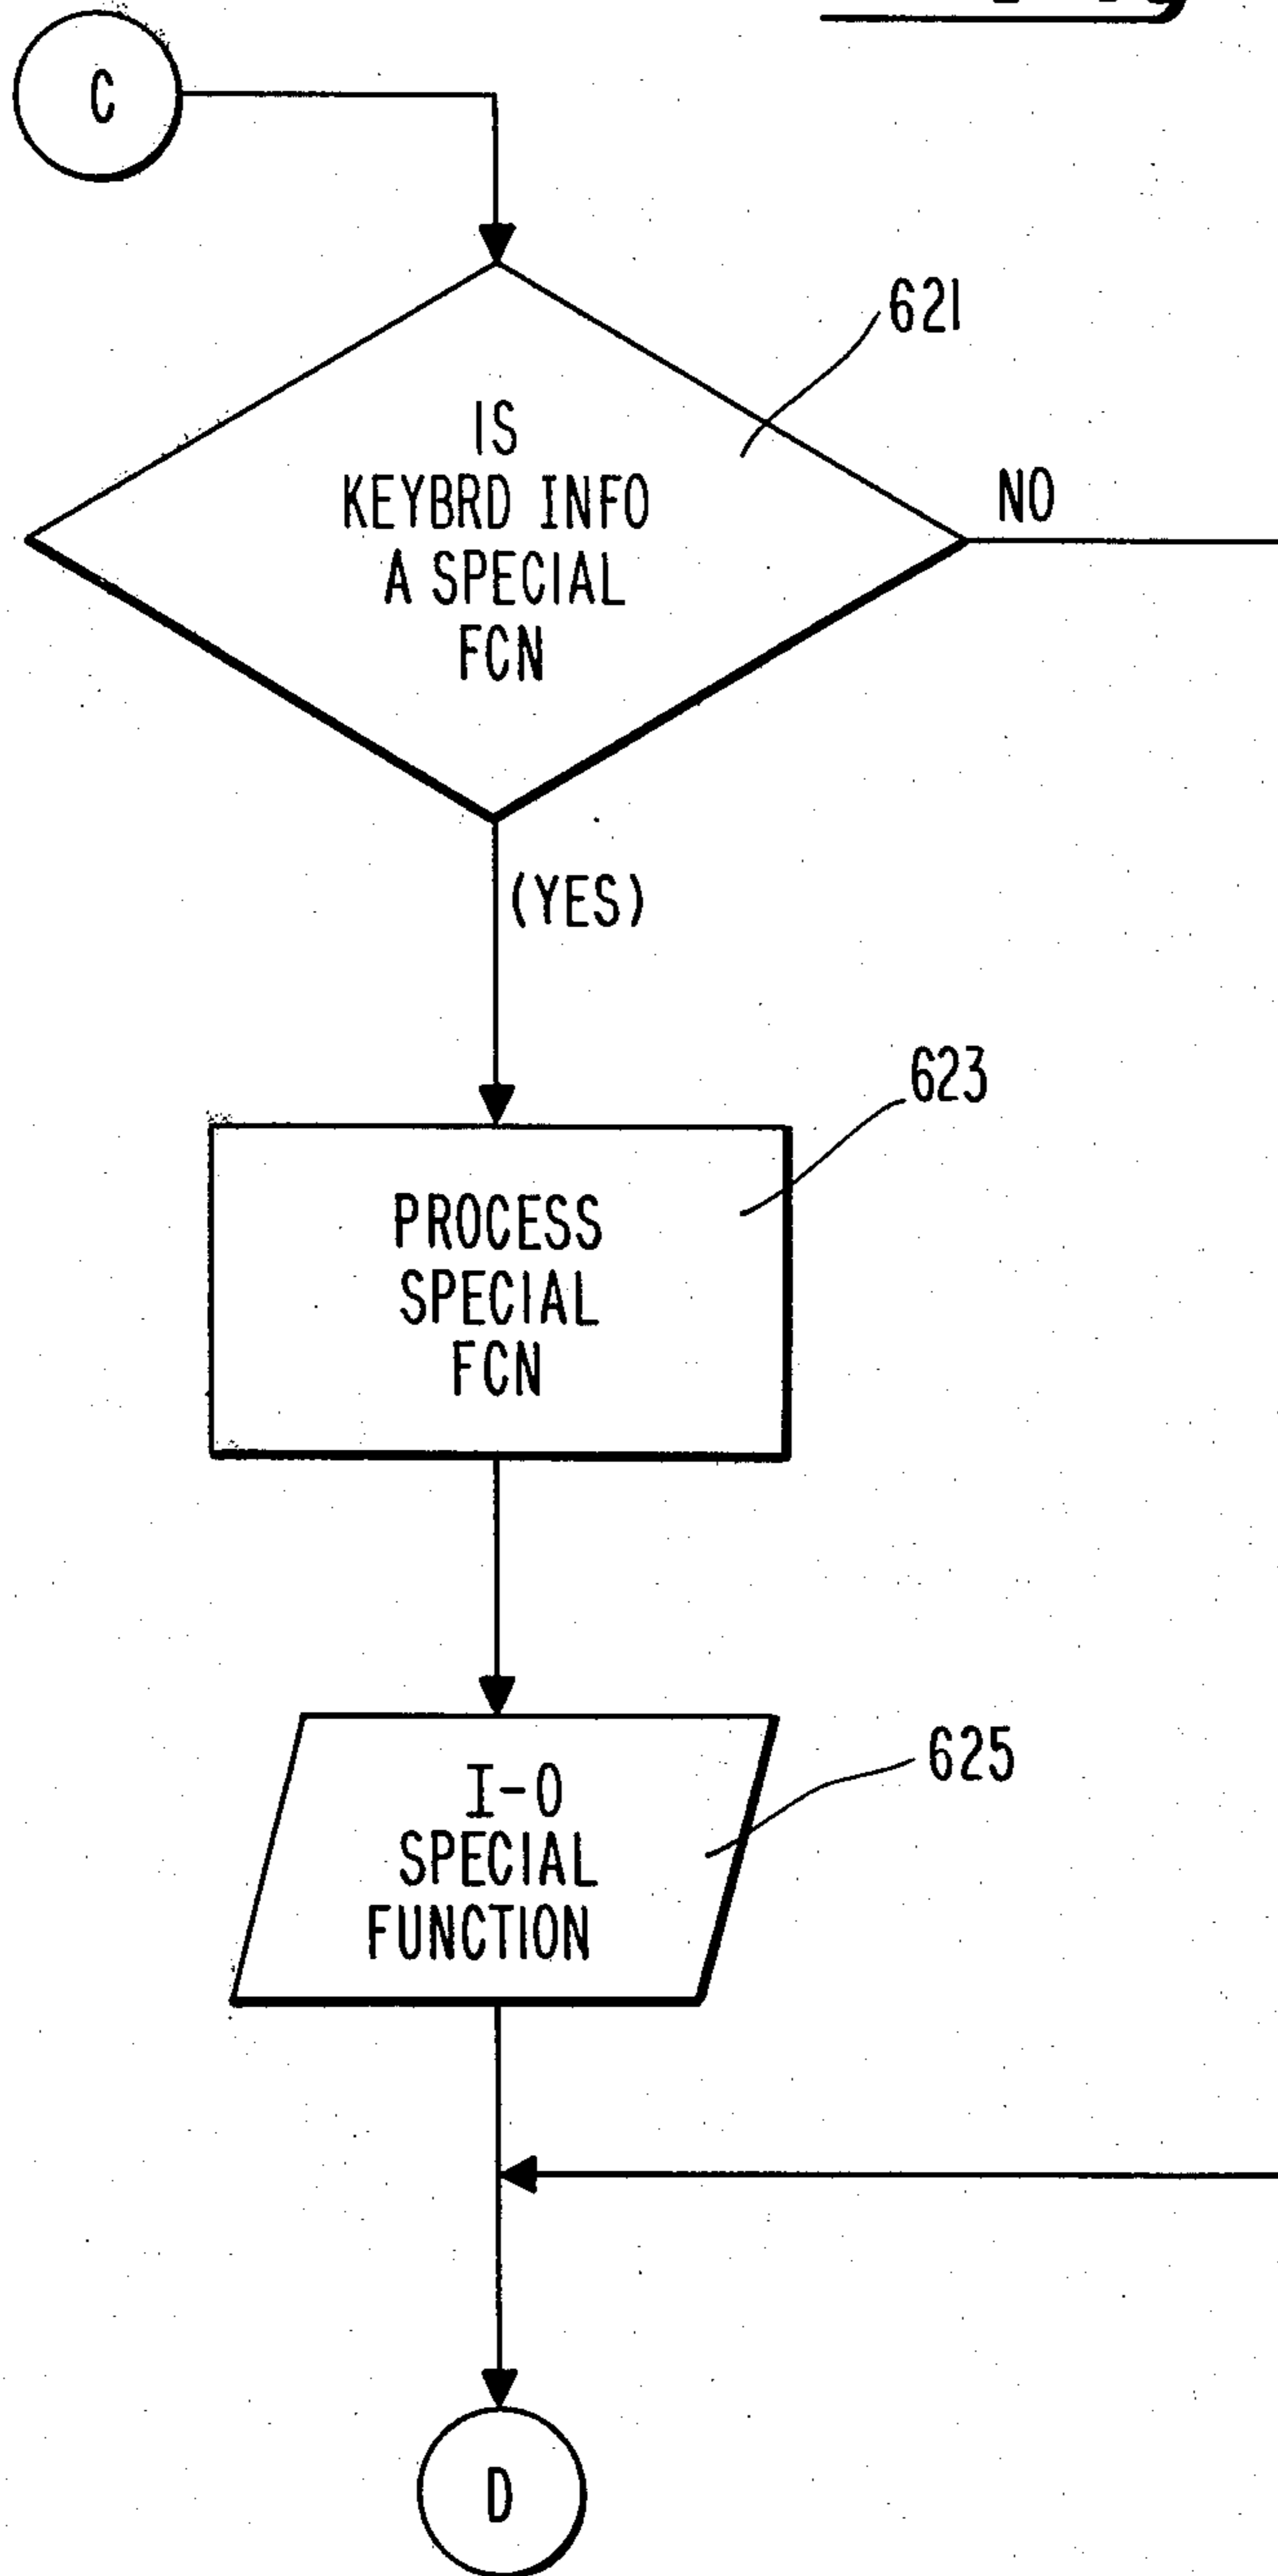 C
621
IS
KEYBRD INFO
A SPECIAL
FCN
NO
(YES)
623
PROCESS
SPECIAL
FCN
I-O
SPECIAL
FUNCTION
625
D